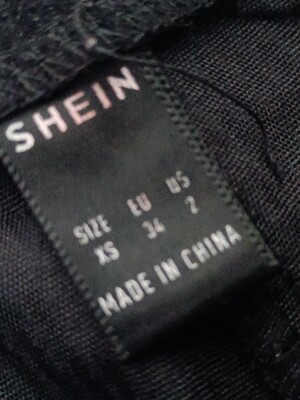 SHEIN
SIZE EU US
XS 34 2
MADE IN CHINA